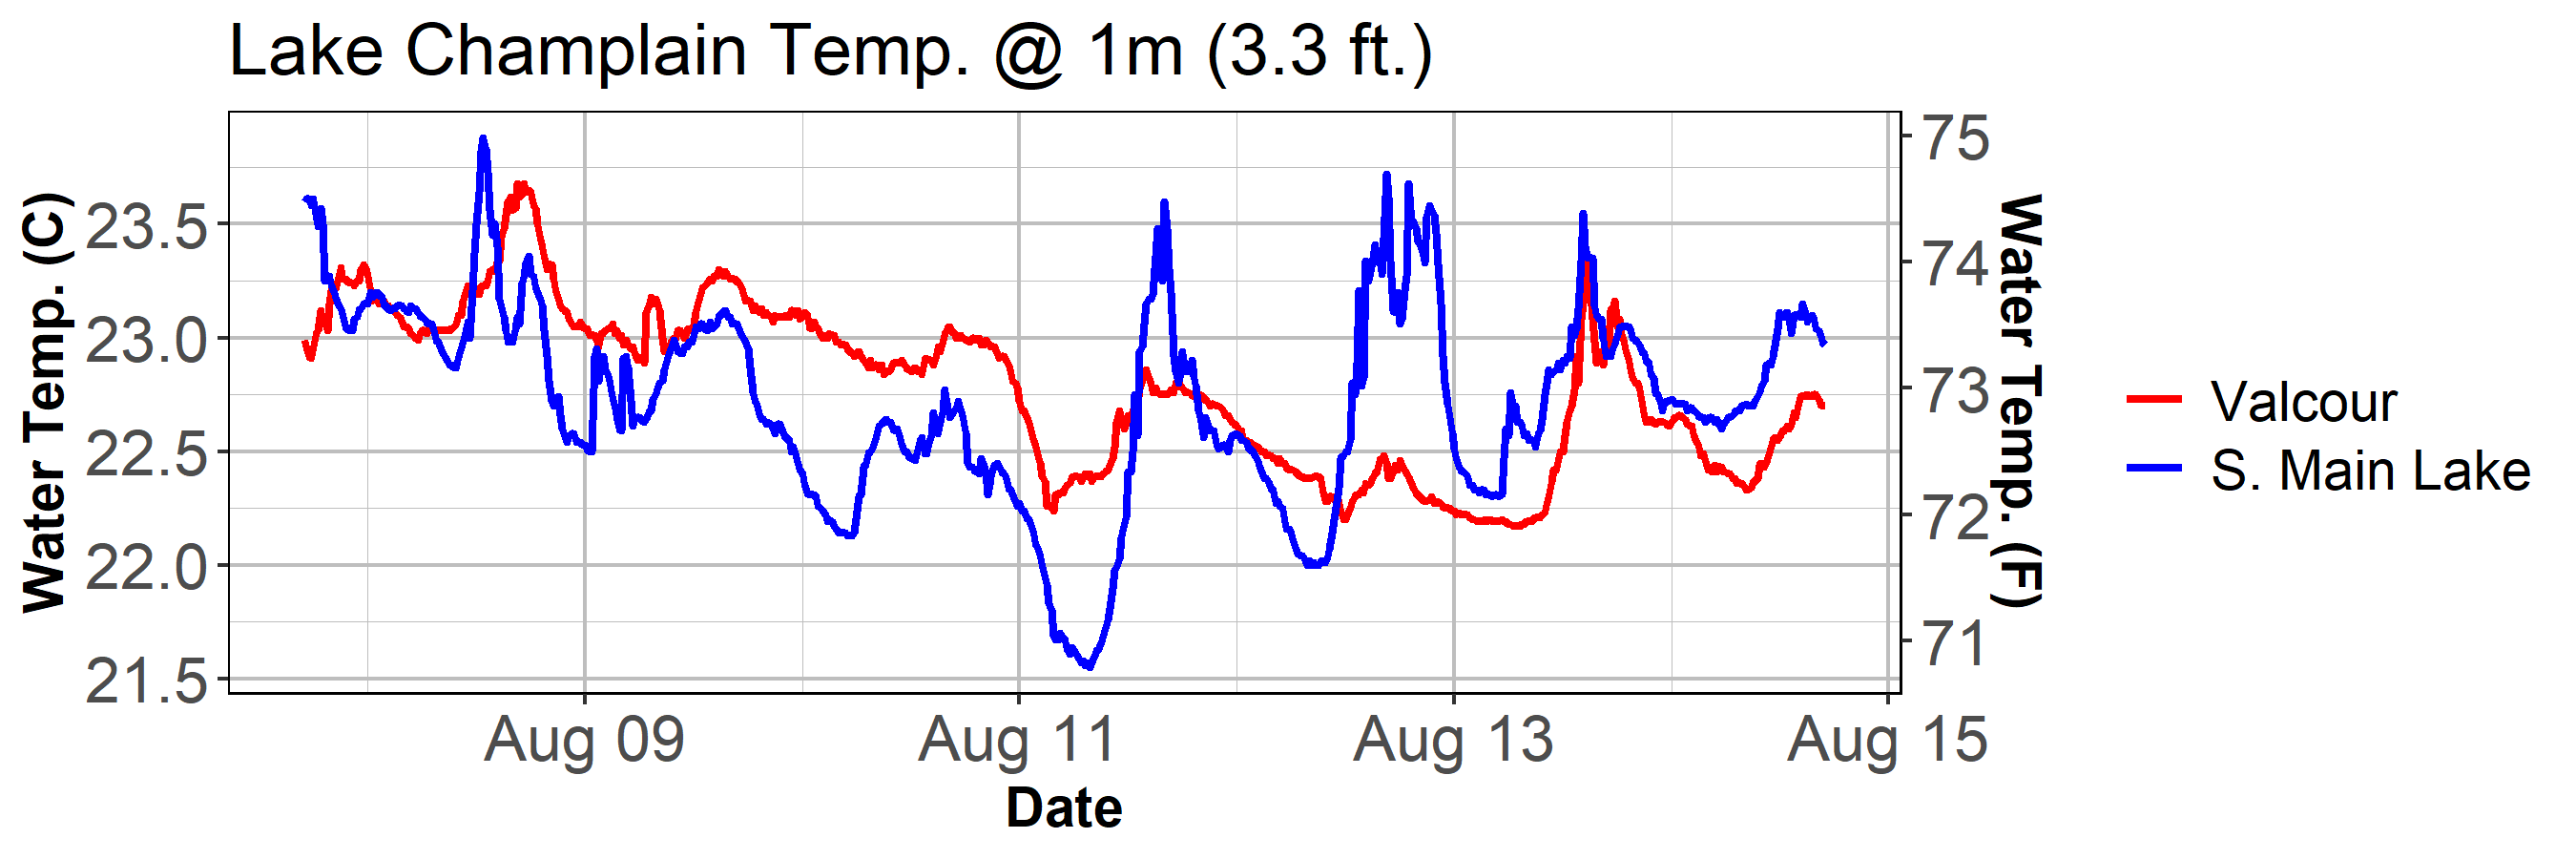 Lake Champlain Temp. @ 1m (3.3 ft.)
Water Temp. (C)
23.5
23.0
22.5
22.0
21.5
75
74
73
72
71
Water Temp. (F)
Aug 09
Aug 11
Aug 13
Aug 15
Date
Valcour
S. Main Lake